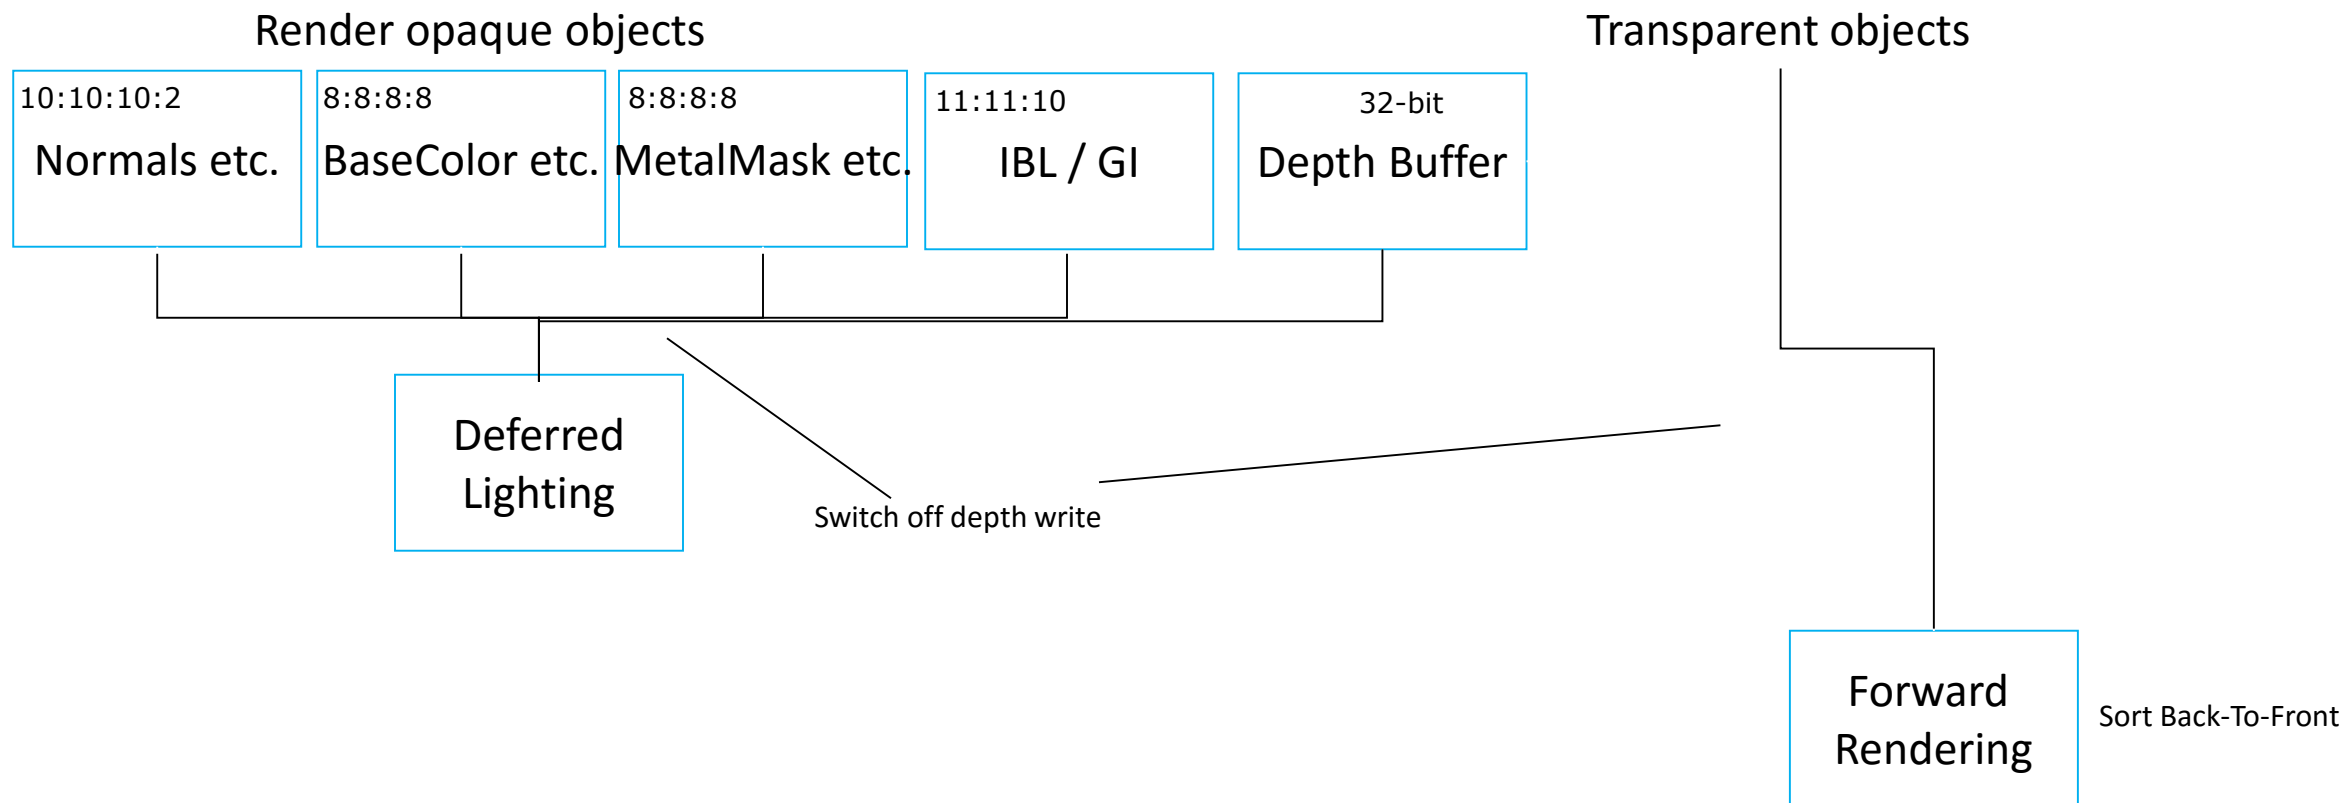 Render opaque objects
Transparent objects
10:10:10:2
Normals etc.
8:8:8:8
BaseColor etc.
8:8:8:8
MetalMask etc.
11:11:10
IBL / GI
32-bit
Depth Buffer
Deferred
Lighting
Switch off depth write
Forward
Rendering
Sort Back-To-Front